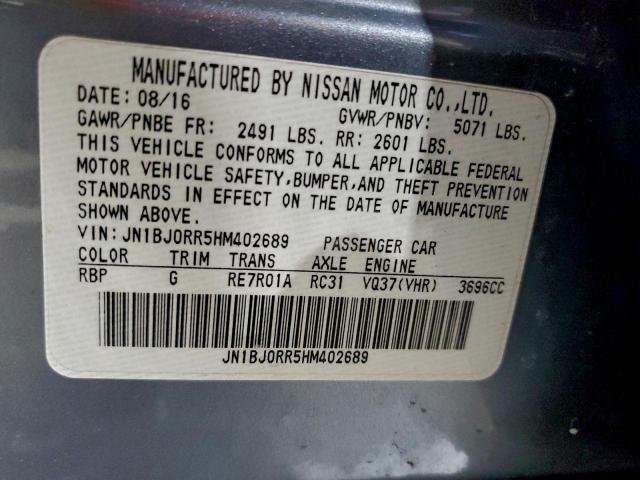 MANUFACTURED BY NISSAN MOTOR CO.,LTD.
DATE: 08/16 GVWR/PNBV: 5071 LBS.
GAWR/PNBE FR: 2491 LBS. RR: 2601 LBS.
THIS VEHICLE CONFORMS TO ALL APPLICABLE FEDERAL
MOTOR VEHICLE SAFETY,BUMPER,AND THEFT PREVENTION
STANDARDS IN EFFECT ON THE DATE OF MANUFACTURE
SHOWN ABOVE.
VIN:JN1BJ0RR5HM402689 PASSENGER CAR
COLOR TRIM TRANS AXLE ENGINE
RBP G RE7R01A RC31 VQ37(VHR) 3696CC
JN1BJ0RR5HM402689